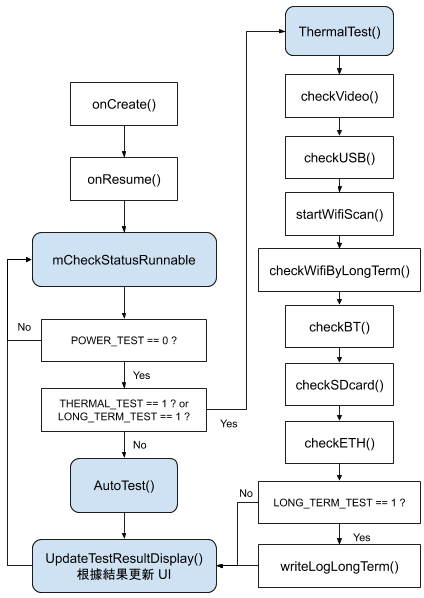 onCreate()
onResume()
mCheckStatusRunnable
No
POWER_TEST == 0 ?
Yes
THERMAL_TEST == 1 ? or
LONG_TERM_TEST == 1 ?
Yes
No
AutoTest()
UpdateTestResultDisplay()
根據結果更新 UI
ThermalTest()
checkVideo()
checkUSB()
startWifiScan()
checkWifiByLongTerm()
checkBT()
checkSDcard()
checkETH()
No
LONG_TERM_TEST == 1 ?
Yes
writeLogLongTerm()